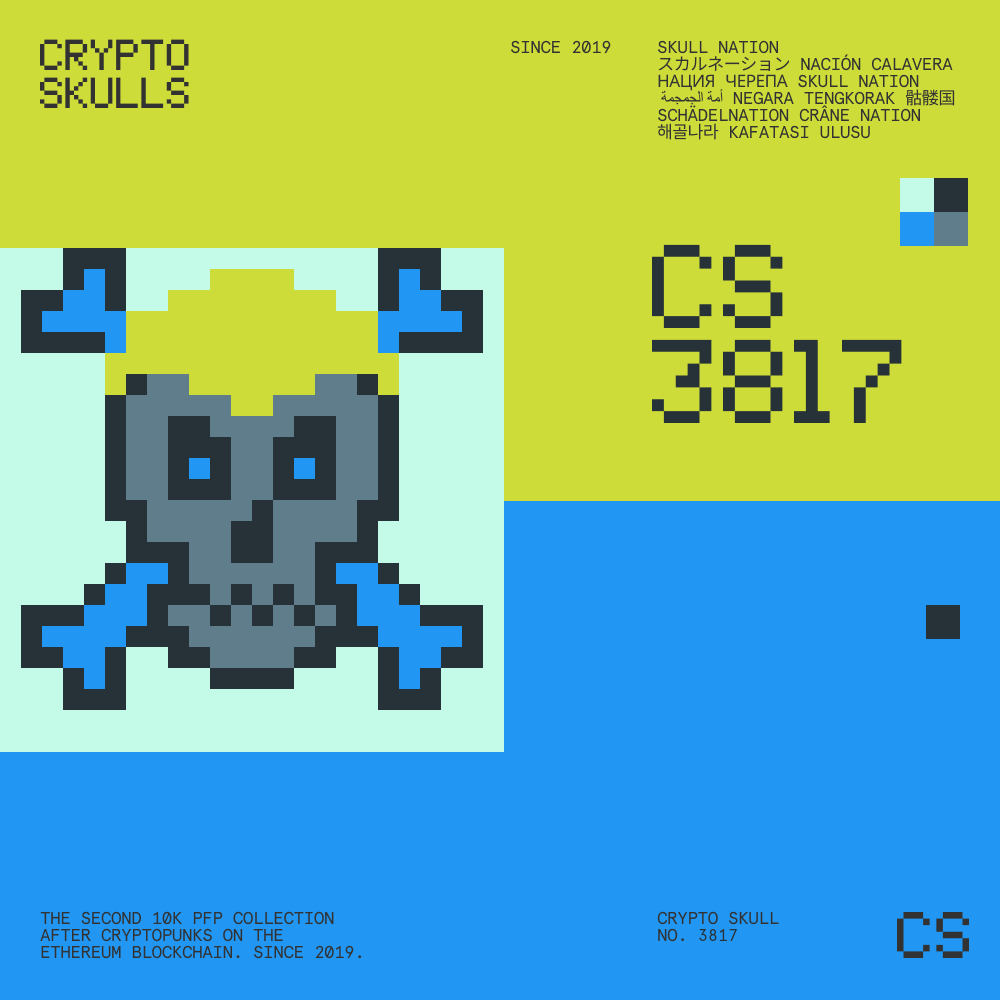 CRYPTO
SKULLS
SINCE 2019
SKULL NATION
スカルネーション NACIÓN CALAVERA
НАЦИЯ ЧЕРЕПА SKULL NATION
أمة الجمجمة NEGARA TENGKORAK 骷髅国
SCHÄDELNATION CRÂNE NATION
해골나라 KAFATASI ULUSU
CS
3817
THE SECOND 10K PFP COLLECTION
AFTER CRYPTOPUNKS ON THE
ETHEREUM BLOCKCHAIN. SINCE 2019.
CRYPTO SKULL
NO. 3817
CS